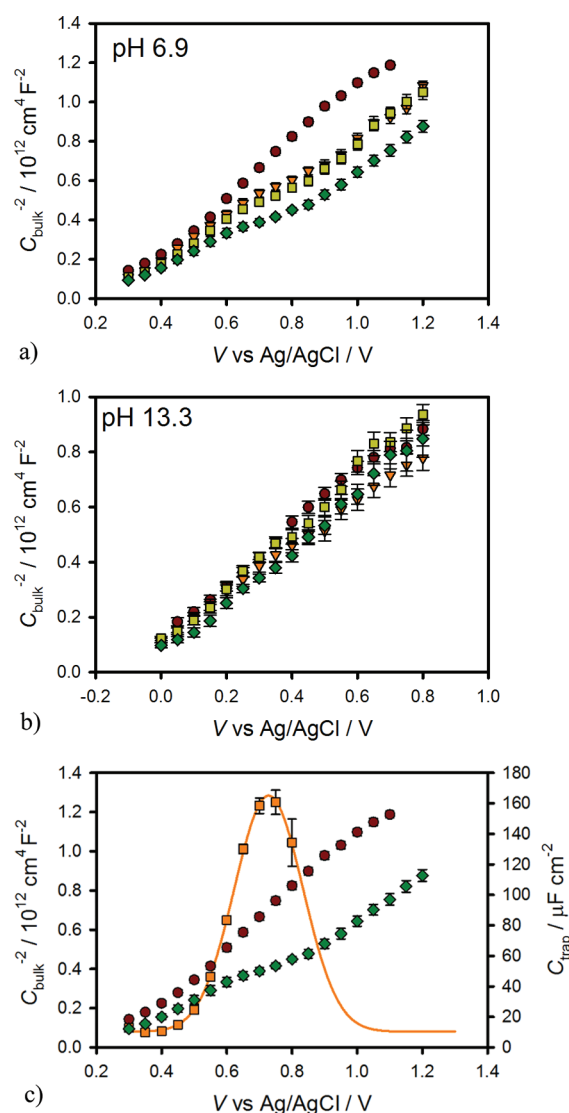 pH 6.9
1.4
1.2
1.0
0.8
0.6
0.4
0.2
0.0
C_bulk^-2 / 10^12 cm^4 F^-2
0.2 0.4 0.6 0.8 1.0 1.2 1.4
V vs Ag/AgCl / V
a)
pH 13.3
1.0
0.8
0.6
0.4
0.2
0.0
C_bulk^-2 / 10^12 cm^4 F^-2
-0.2 0.0 0.2 0.4 0.6 0.8 1.0
V vs Ag/AgCl / V
b)
1.4
1.2
1.0
0.8
0.6
0.4
0.2
0.0
C_bulk^-2 / 10^12 cm^4 F^-2
180
160
140
120
100
80
60
40
20
0
C_trap / μF cm^-2
0.2 0.4 0.6 0.8 1.0 1.2 1.4
V vs Ag/AgCl / V
c)